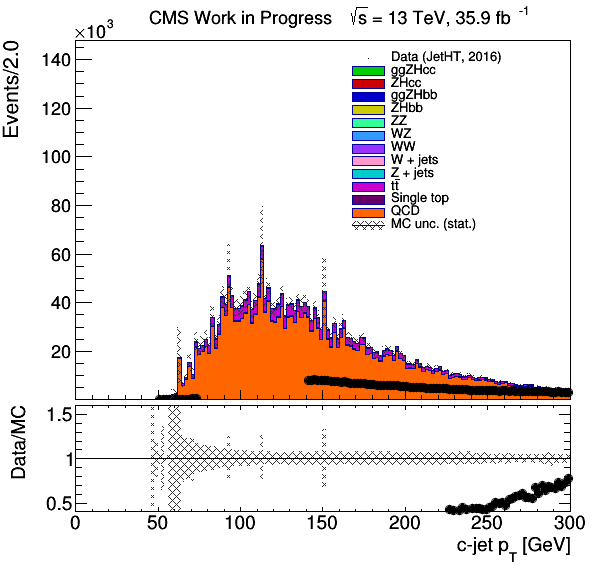 CMS Work in Progress √s = 13 TeV, 35.9 fb⁻¹
×10³
Events/2.0
140
120
100
80
60
40
20
Data (JetHT, 2016)
ggZHcc
ZHcc
ggZHbb
ZHbb
ZZ
WZ
WW
W + jets
Z + jets
tt̄
Single top
QCD
MC unc. (stat.)
Data/MC
1.5
1
0.5
0 50 100 150 200 250 300
c-jet p_T [GeV]